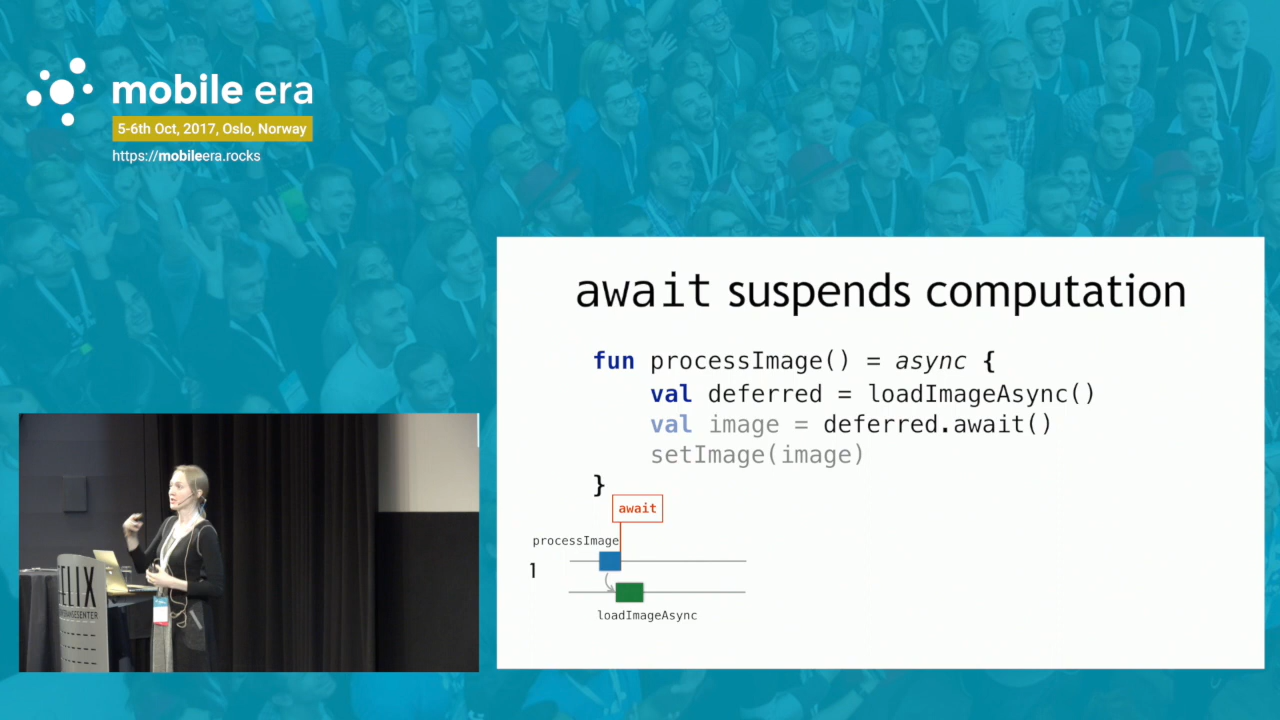 mobile era
5-6th Oct, 2017, Oslo, Norway
https://mobileera.rocks
await suspends computation
fun processImage() = async {
val deferred = loadImageAsync()
val image = deferred.await()
setImage(image)
}
await
processImage
1
loadImageAsync